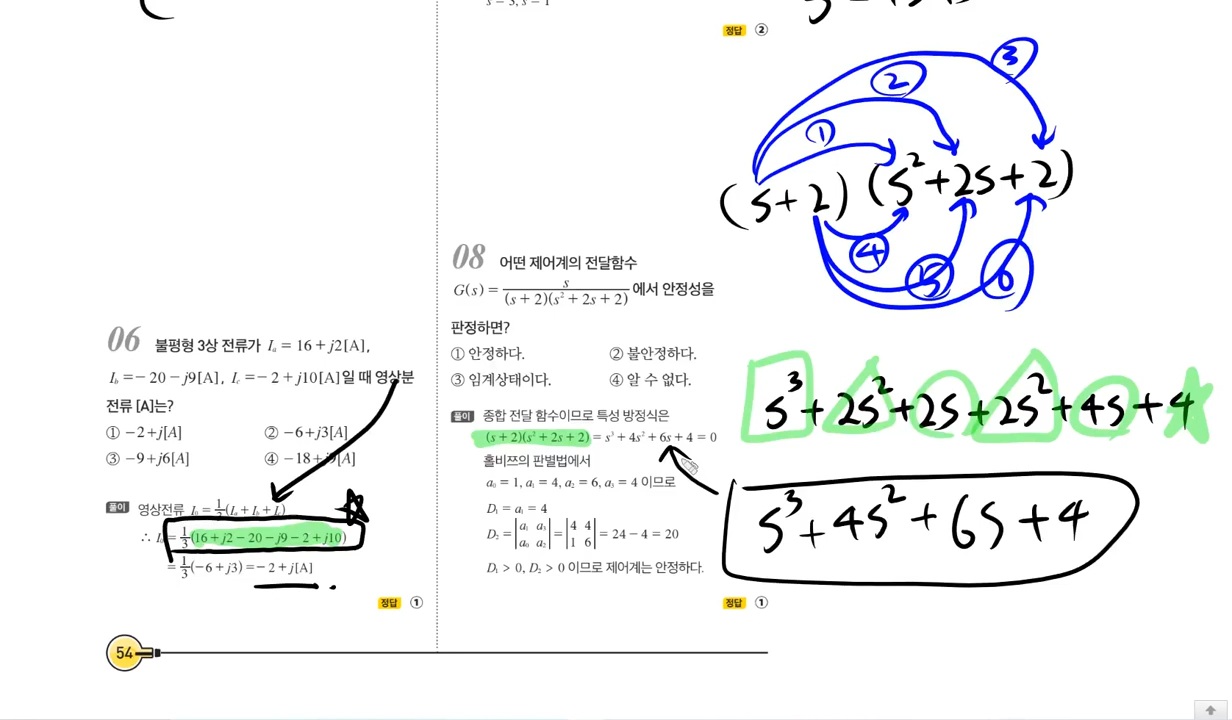 정답 ②
① ② ③
(s+2)(s²+2s+2)
④ ⑤ ⑥
06 불평형 3상 전류가 Iₐ = 16+j2[A],
I_b =−20−j9[A], I_c =−2+j10[A]일 때 영상분
전류 [A]는?
① −2+j[A] ② −6+j3[A]
③ −9+j6[A] ④ −18+j9[A]
풀이 영상전류 I₀ = 1/3(Iₐ+I_b+I_c)
∴ I₀ = 1/3(16+j2−20−j9−2+j10)
= 1/3(−6+j3)=−2+j[A]
정답 ①
08 어떤 제어계의 전달함수
G(s) = s/((s+2)(s²+2s+2)) 에서 안정성을
판정하면?
① 안정하다. ② 불안정하다.
③ 임계상태이다. ④ 알 수 없다.
풀이 종합 전달 함수이므로 특성 방정식은
(s+2)(s²+2s+2)=s³+4s²+6s+4=0
홀비쯔의 판별법에서
a₀=1, a₁=4, a₂=6, a₃=4 이므로
D₁=a₁=4
D₂=|a₁ a₃ a₀ a₂|=|4 4 1 6|=24−4=20
D₁>0, D₂>0 이므로 제어계는 안정하다.
정답 ①
s³+2s²+2s+2s²+4s+4
s³+4s²+6s+4
54